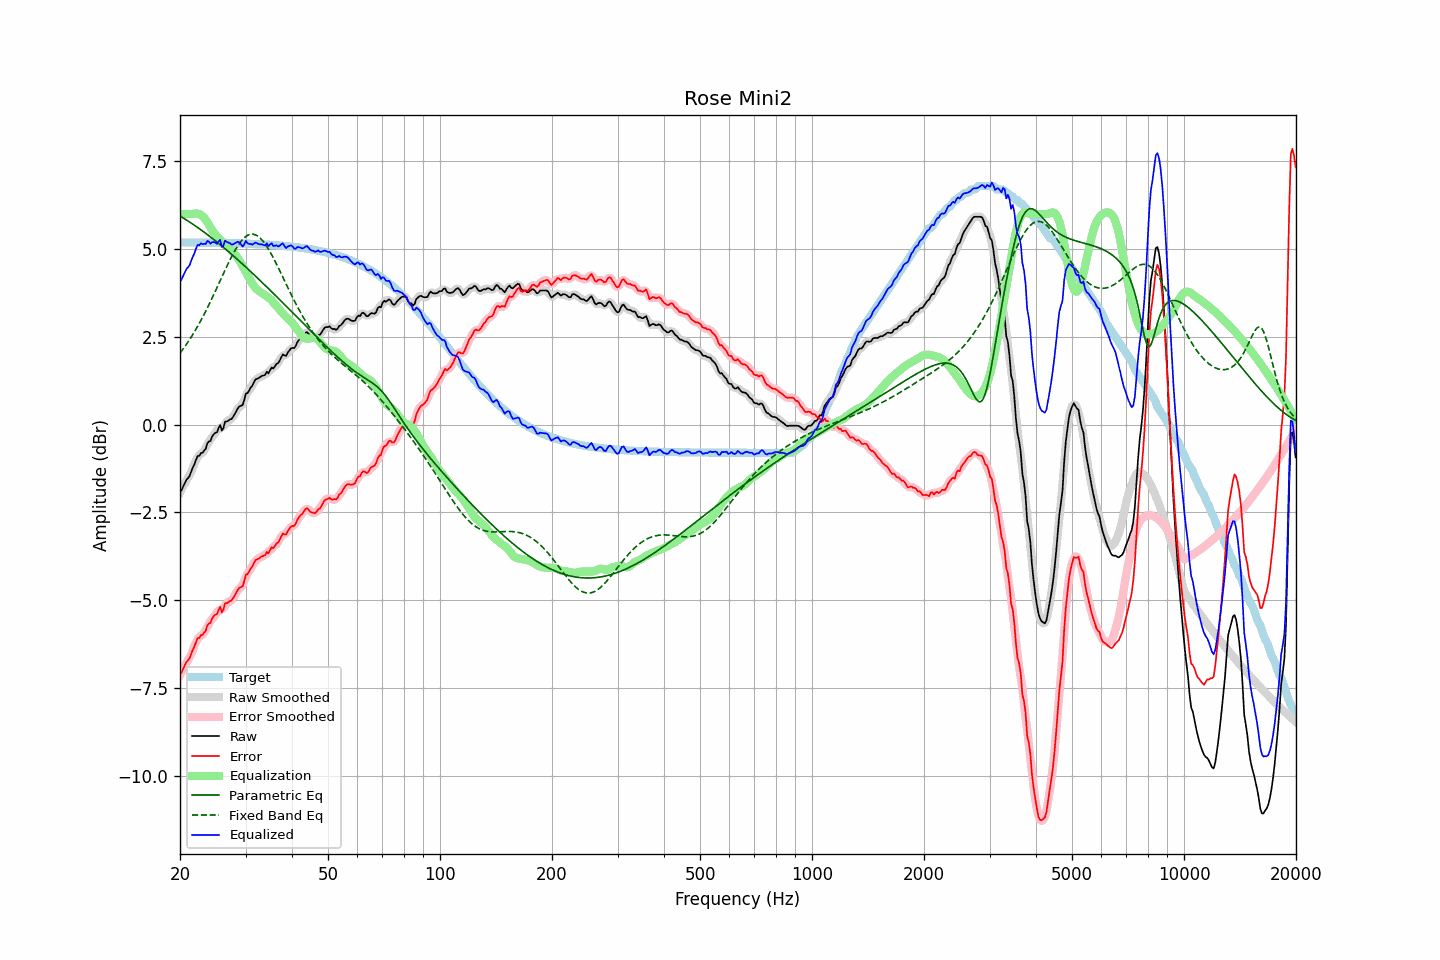 Rose Mini2
7.5
5.0
2.5
0.0
−2.5
−5.0
−7.5
−10.0
Amplitude (dBr)
Target
Raw Smoothed
Error Smoothed
Raw
Error
Equalization
Parametric Eq
Fixed Band Eq
Equalized
20 50 100 200 500 1000 2000 5000 10000 20000
Frequency (Hz)